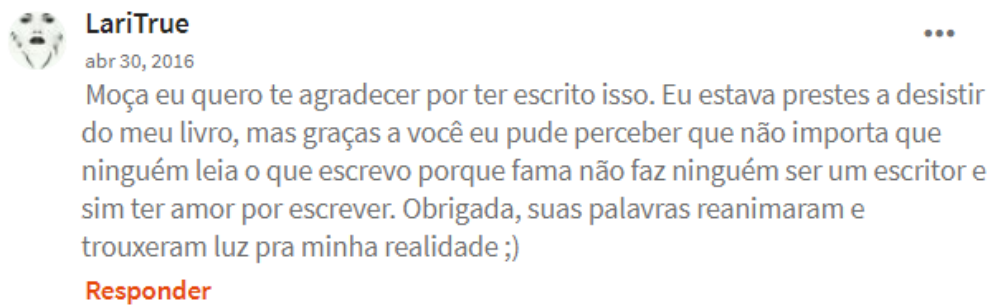 LariTrue
abr 30, 2016
Moça eu quero te agradecer por ter escrito isso. Eu estava prestes a desistir
do meu livro, mas graças a você eu pude perceber que não importa que
ninguém leia o que escrevo porque fama não faz ninguém ser um escritor e
sim ter amor por escrever. Obrigada, suas palavras reanimaram e
trouxeram luz pra minha realidade ;)
Responder